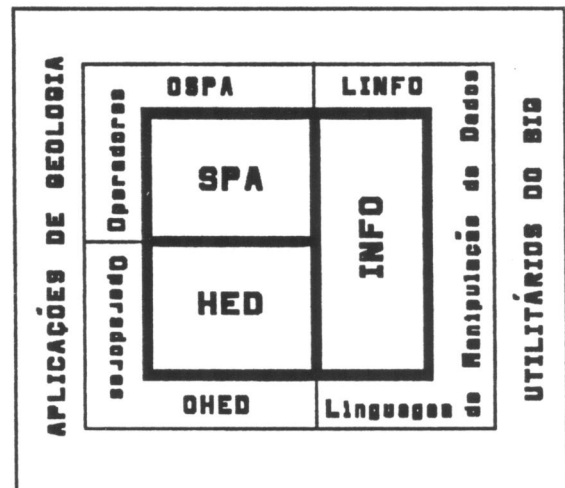 APLICAÇÕES DE GEOLOGIA
Operadores
OSPA
LINFO
SPA
INFO
HED
Operadores
OHED
Linguagem de Manipulação de Dados
UTILITÁRIOS DO BIG